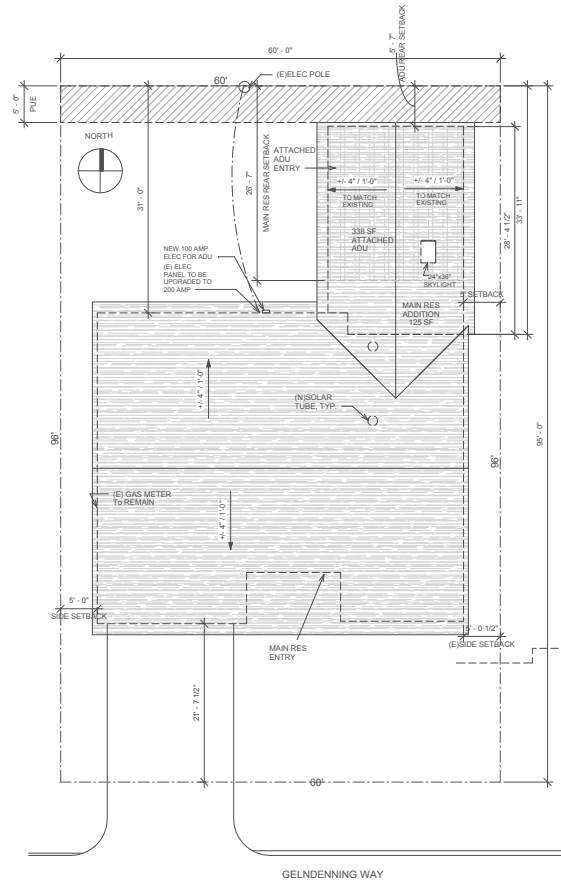 60' - 0"
60'
(E)ELEC POLE
5' - 7"
ADU REAR SETBACK
5' - 0"
PUE
NORTH
31' - 0"
26' - 7"
MAIN RES REAR SETBACK
ATTACHED
ADU
ENTRY
+/- 4" / 1'-0"
TO MATCH
EXISTING
+/- 4" / 1'-0"
TO MATCH
EXISTING
338 SF
ATTACHED
ADU
24"x36"
SKYLIGHT
28' - 4 1/2"
33' - 11"
NEW 100 AMP
ELEC FOR ADU
(E) ELEC
PANEL TO BE
UPGRADED TO
200 AMP
5' SETBACK
MAIN RES
ADDITION
125 SF
+/- 4" / 1'-0"
(N)SOLAR
TUBE, TYP.
96'
96'
95' - 0"
(E) GAS METER
To REMAIN
+/- 4" / 1'-0"
5' - 0"
SIDE SETBACK
MAIN RES
ENTRY
5' - 0 1/2"
(E)SIDE SETBACK
21' - 7 1/2"
60'
GELNDENNING WAY